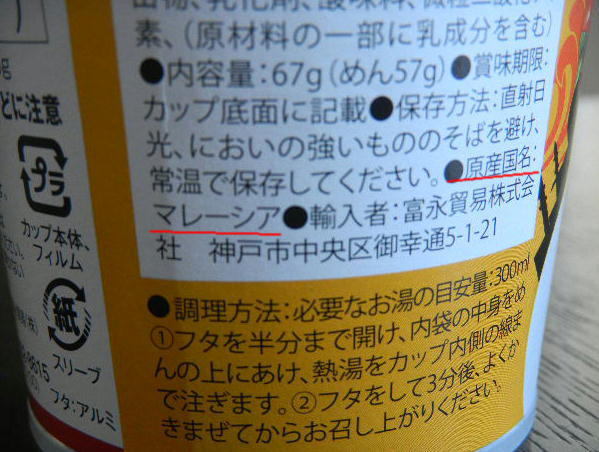 素、(原材料の一部に乳成分を含む)
●内容量:67g(めん57g)●賞味期限:
カップ底面に記載●保存方法:直射日
光、においの強いもののそばを避け、
常温で保存してください。●原産国名:
マレーシア●輸入者:富永貿易株式会
社 神戸市中央区御幸通5-1-21
●調理方法:必要なお湯の目安量:300ml
①フタを半分まで開け、内袋の中身をめ
んの上にあけ、熱湯をカップ内側の線ま
で注ぎます。②フタをして3分後、よくか
きまぜてからお召し上がりください。
どに注意
プラ
カップ本体、
フィルム
紙
スリーブ
フタ:アルミ